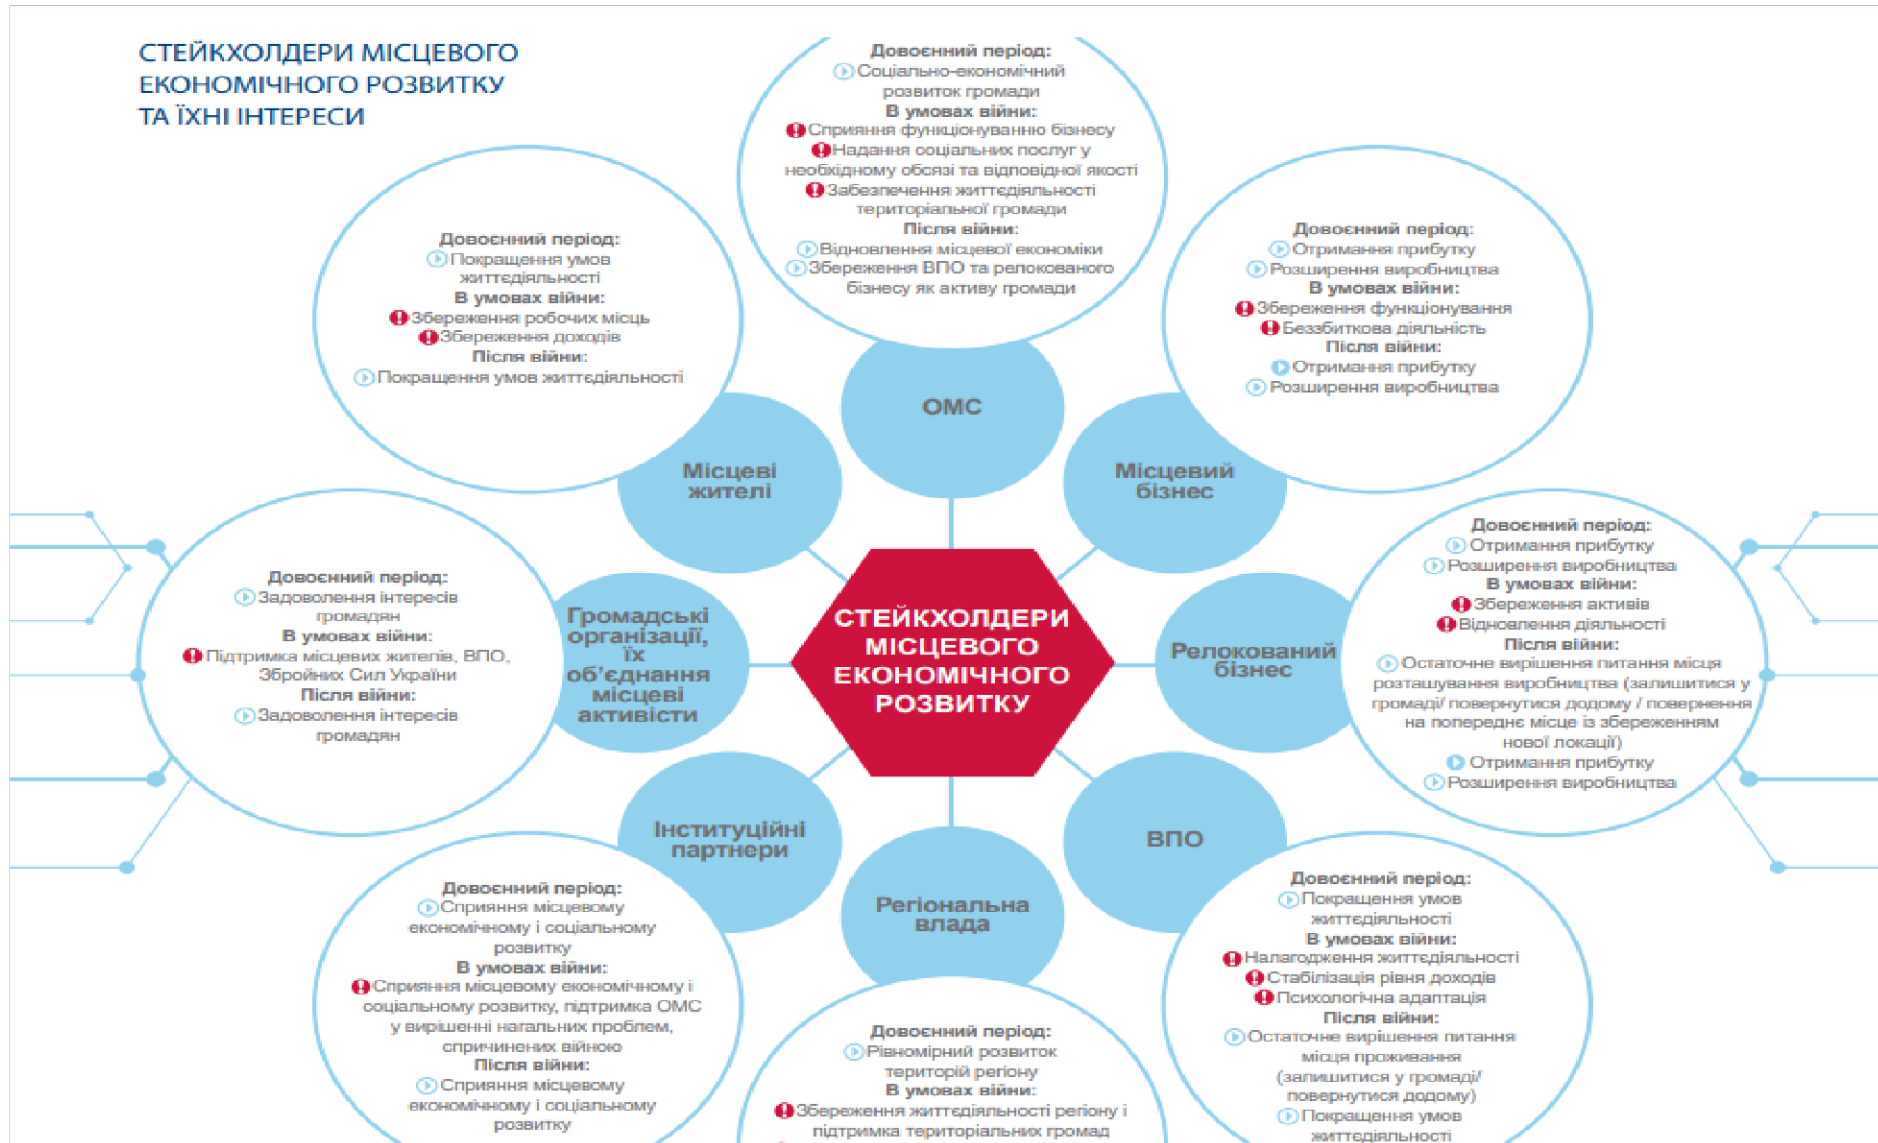 СТЕЙКХОЛДЕРИ МІСЦЕВОГО
ЕКОНОМІЧНОГО РОЗВИТКУ
ТА ЇХНІ ІНТЕРЕСИ
Довоєнний період:
Соціально-економічний
розвиток громади
В умовах війни:
Сприяння функціонуванню бізнесу
Надання соціальних послуг у
необхідному обсязі та відповідної якості
Забезпечення життєдіяльності
територіальної громади
Після війни:
Відновлення місцевої економіки
Збереження ВПО та релокованого
бізнесу як активу громади
ОМС
Довоєнний період:
Отримання прибутку
Розширення виробництва
В умовах війни:
Збереження функціонування
Беззбиткова діяльність
Після війни:
Отримання прибутку
Розширення виробництва
Місцевий
бізнес
Довоєнний період:
Отримання прибутку
Розширення виробництва
В умовах війни:
Збереження активів
Відновлення діяльності
Після війни:
Остаточне вирішення питання місця
розташування виробництва (залишитися у
громаді/ повернутися додому / повернення
на попереднє місце із збереженням
нової локації)
Отримання прибутку
Розширення виробництва
Релокований
бізнес
ВПО
Довоєнний період:
Покращення умов
життєдіяльності
В умовах війни:
Налагодження життєдіяльності
Стабілізація рівня доходів
Психологічна адаптація
Після війни:
Остаточне вирішення питання
місця проживання
(залишитися у громаді/
повернутися додому)
Покращення умов
життєдіяльності
Регіональна
влада
Довоєнний період:
Рівномірний розвиток
територій регіону
В умовах війни:
Збереження життєдіяльності регіону і
підтримка територіальних громад
Інституційні
партнери
Довоєнний період:
Сприяння місцевому
економічному і соціальному
розвитку
В умовах війни:
Сприяння місцевому економічному і
соціальному розвитку, підтримка ОМС
у вирішенні нагальних проблем,
спричинених війною
Після війни:
Сприяння місцевому
економічному і соціальному
розвитку
Громадські
організації,
їх
об’єднання
місцеві
активісти
Довоєнний період:
Задоволення інтересів
громадян
В умовах війни:
Підтримка місцевих жителів, ВПО,
Збройних Сил України
Після війни:
Задоволення інтересів
громадян
Місцеві
жителі
Довоєнний період:
Покращення умов
життєдіяльності
В умовах війни:
Збереження робочих місць
Збереження доходів
Після війни:
Покращення умов життєдіяльності
СТЕЙКХОЛДЕРИ
МІСЦЕВОГО
ЕКОНОМІЧНОГО
РОЗВИТКУ